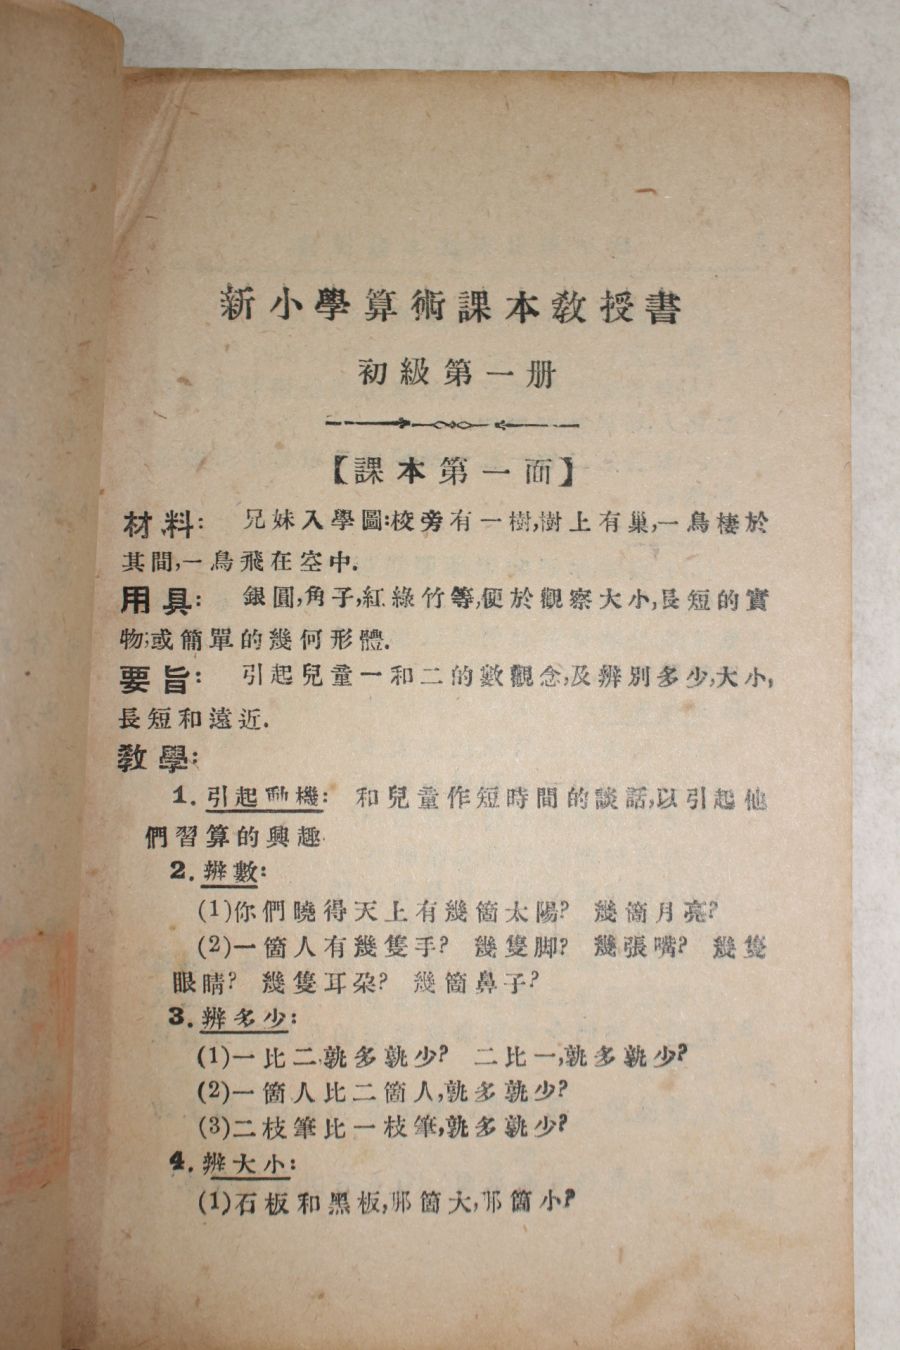 新小學算術課本教授書
初級第一册
【課本第一面】
材料： 兄妹入學圖:校旁有一樹,樹上有巢,一鳥棲於
其間,一鳥飛在空中.
用具： 銀圓,角子,紅綠竹等,便於觀察大小,長短的實
物;或簡單的幾何形體.
要旨： 引起兒童一和二的數觀念,及辨別多少,大小,
長短和遠近.
教學：
1. 引起動機： 和兒童作短時間的談話,以引起他
們習算的興趣.
2. 辨數：
(1)你們曉得天上有幾箇太陽? 幾箇月亮?
(2)一箇人有幾隻手? 幾隻脚? 幾張嘴? 幾隻
眼睛? 幾隻耳朶? 幾箇鼻子?
3. 辨多少：
(1)一比二,孰多孰少? 二比一,孰多孰少?
(2)一箇人比二箇人,孰多孰少?
(3)二枝筆比一枝筆,孰多孰少?
4. 辨大小：
(1)石板和黑板,那箇大,那箇小?